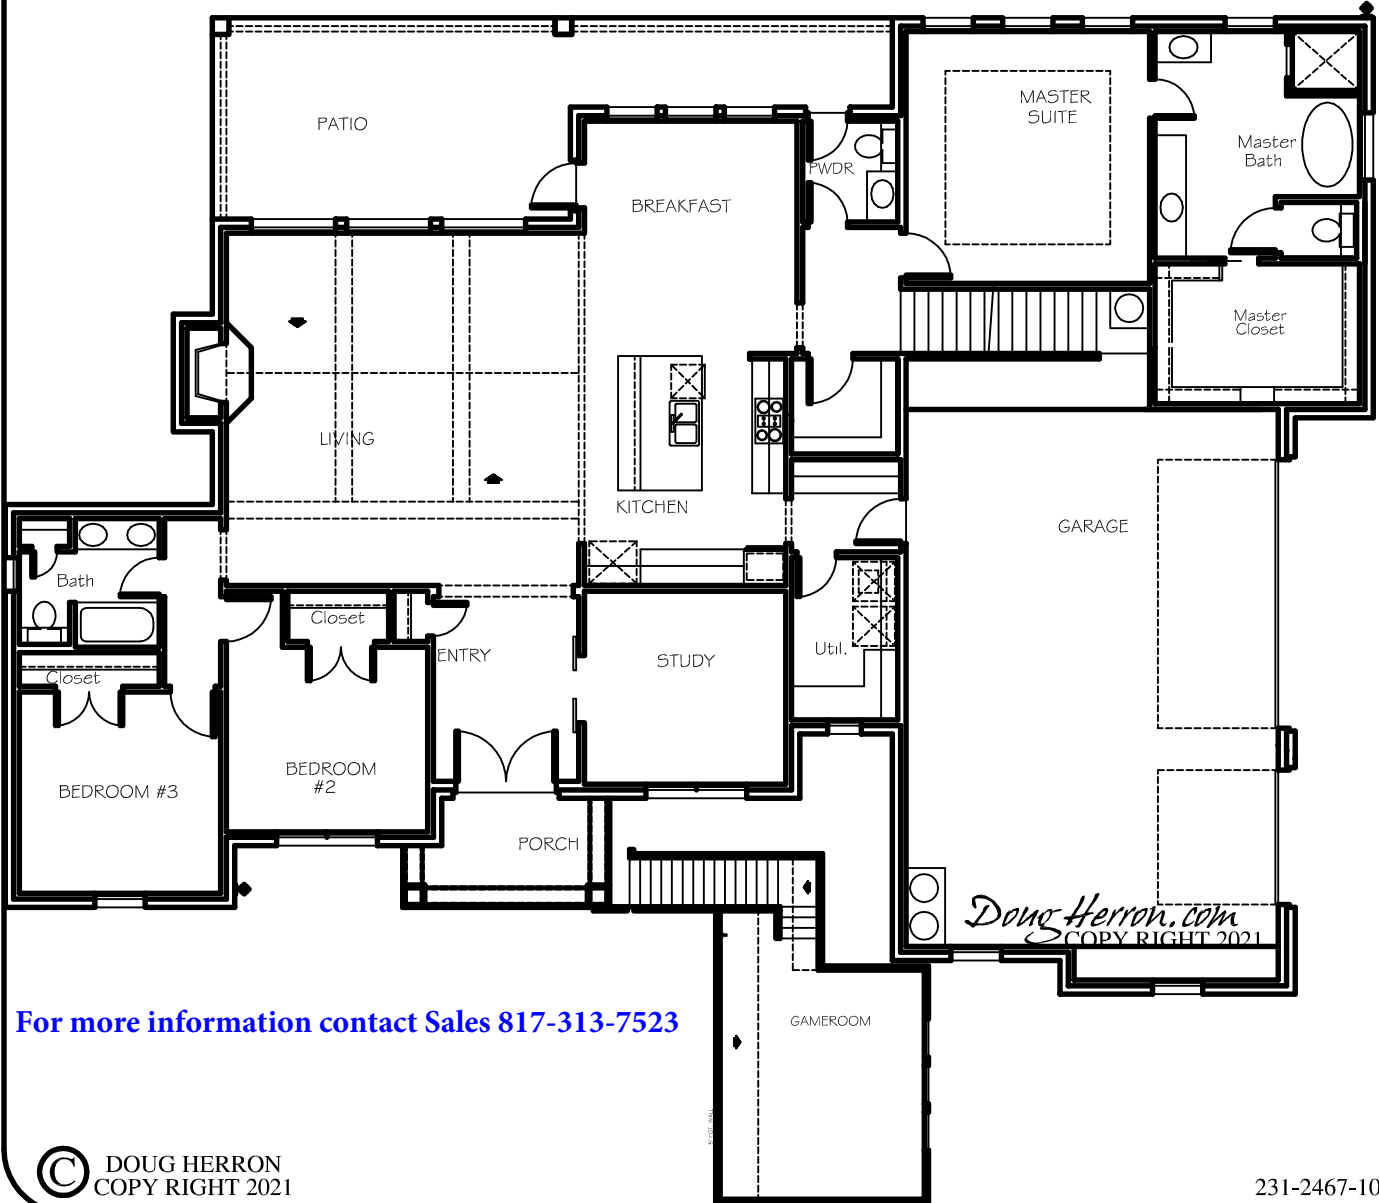 PATIO
MASTER
SUITE
Master
Bath
PWDR
BREAKFAST
Master
Closet
LIVING
KITCHEN
GARAGE
Bath
Closet
ENTRY
STUDY
Util.
Closet
BEDROOM
#2
BEDROOM #3
PORCH
DougHerron.com
COPY RIGHT 2021
For more information contact Sales 817-313-7523
GAMEROOM
© DOUG HERRON
COPY RIGHT 2021
231-2467-10